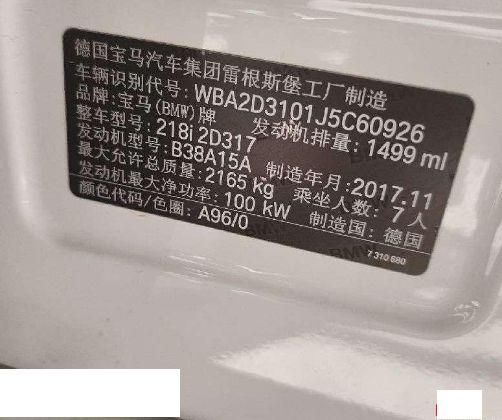 德国宝马汽车集团雷根斯堡工厂制造
车辆识别代号: WBA2D3101J5C60926
品牌: 宝马(BMW)牌 发动机排量: 1499 ml
整车型号: 218i 2D317
发动机型号: B38A15A 制造年月: 2017.11
最大允许总质量: 2165 kg 乘坐人数: 7人
发动机最大净功率: 100 kW 制造国: 德国
颜色代码/色圈: A96/0
7 310 680